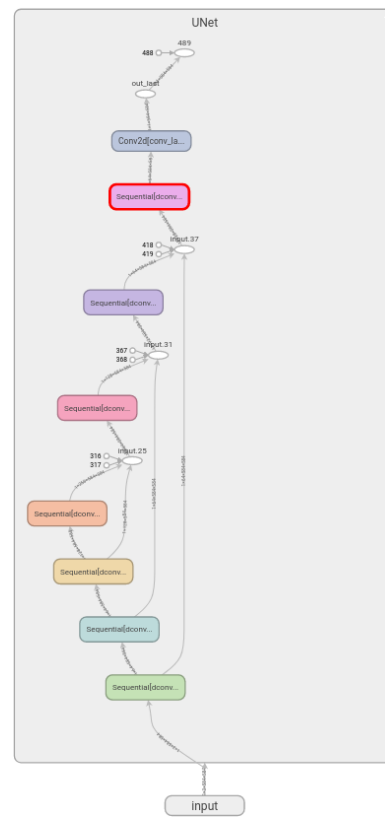 UNet
489
488
out_last
Conv2d[conv_la...
Sequential[dconv...
input.37
418
419
Sequential[dconv...
input.31
367
368
Sequential[dconv...
input.25
316
317
Sequential[dconv...
Sequential[dconv...
Sequential[dconv...
Sequential[dconv...
input